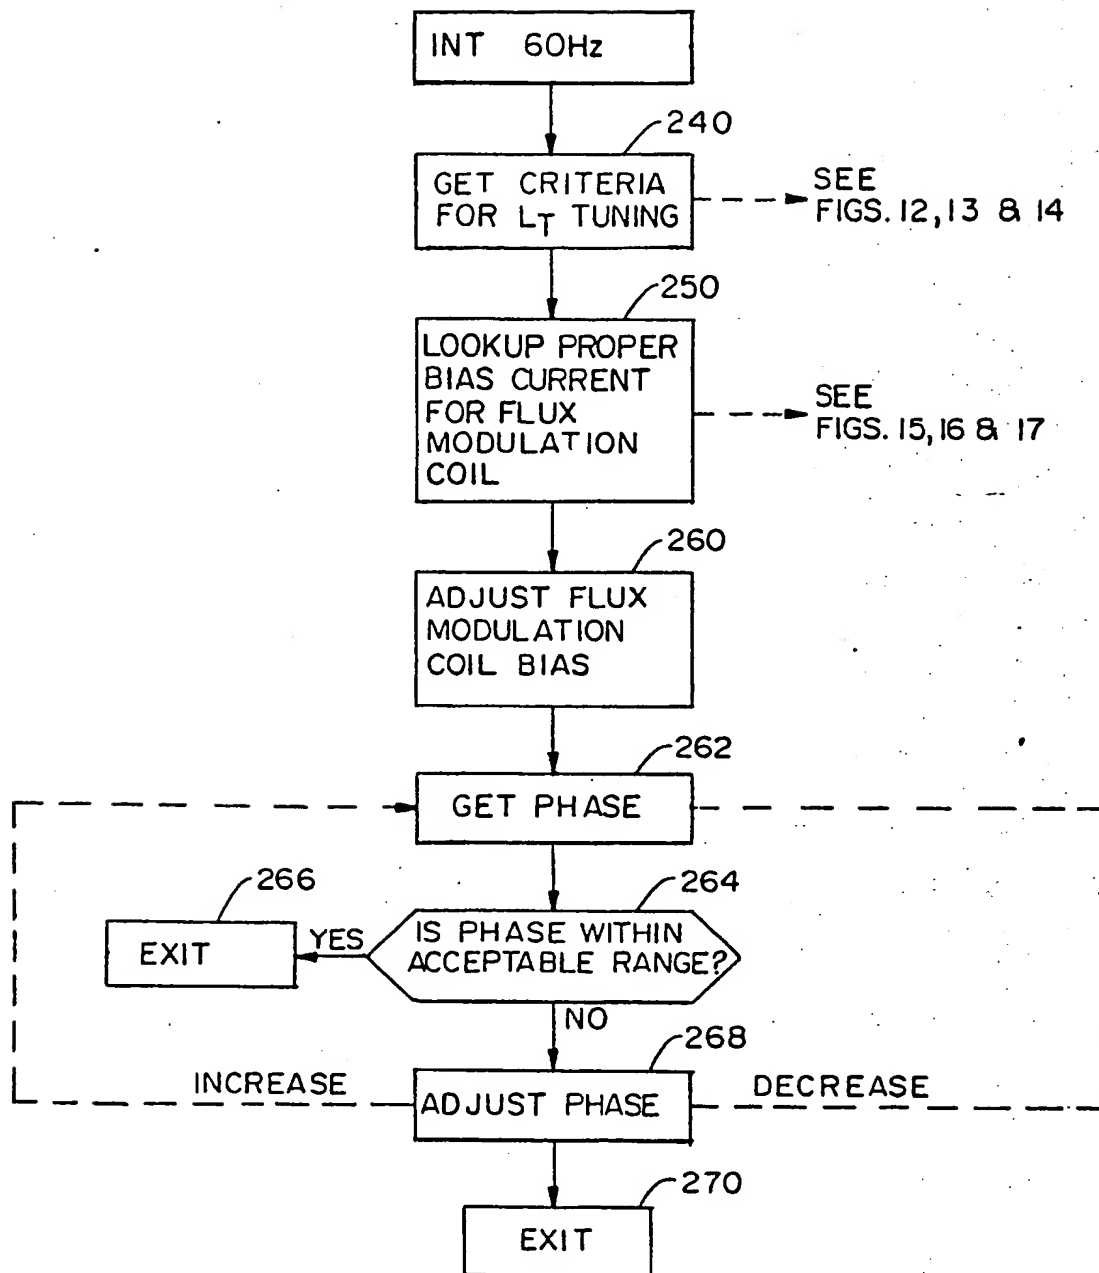 INT 60Hz
240
GET CRITERIA
FOR LT TUNING
SEE
FIGS. 12, 13 & 14
250
LOOKUP PROPER
BIAS CURRENT
FOR FLUX
MODULATION
COIL
SEE
FIGS. 15, 16 & 17
260
ADJUST FLUX
MODULATION
COIL BIAS
262
GET PHASE
264
IS PHASE WITHIN
ACCEPTABLE RANGE?
266
EXIT
YES
NO
268
ADJUST PHASE
INCREASE
DECREASE
270
EXIT